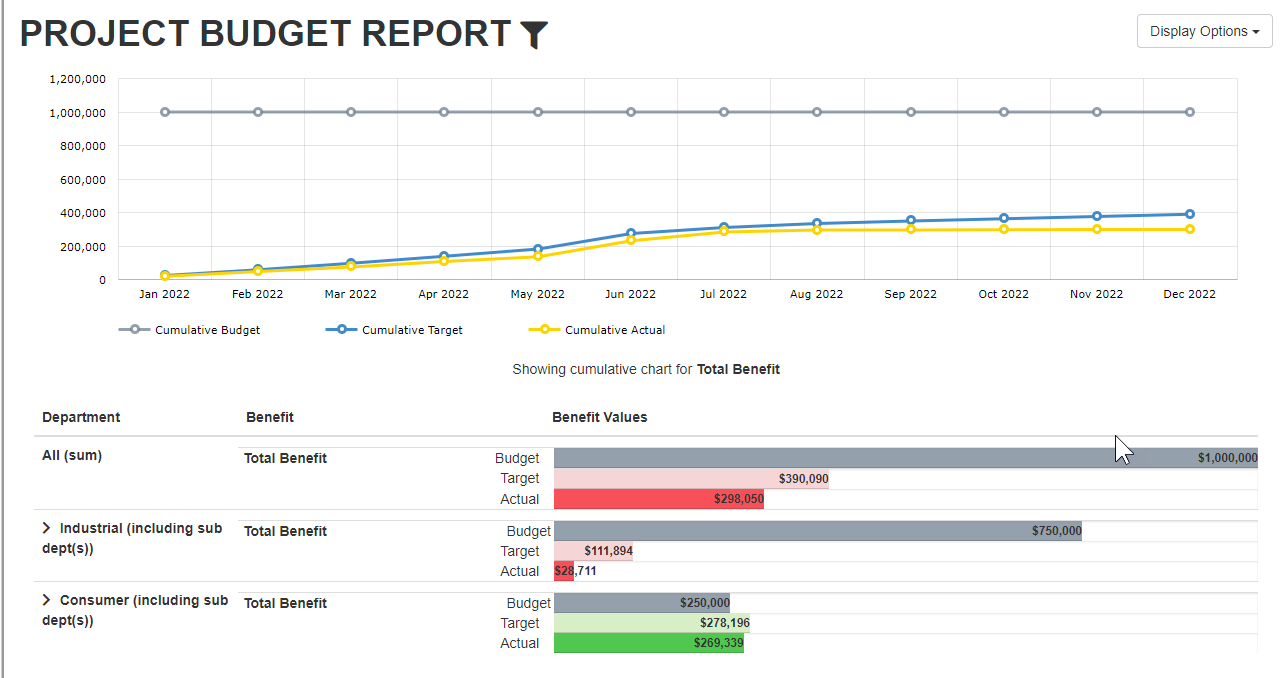 PROJECT BUDGET REPORT
Display Options
1,200,000
1,000,000
800,000
600,000
400,000
200,000
0
Jan 2022 Feb 2022 Mar 2022 Apr 2022 May 2022 Jun 2022 Jul 2022 Aug 2022 Sep 2022 Oct 2022 Nov 2022 Dec 2022
Cumulative Budget Cumulative Target Cumulative Actual
Showing cumulative chart for Total Benefit
Department Benefit Benefit Values
All (sum) Total Benefit Budget $1,000,000
Target $390,090
Actual $298,050
Industrial (including sub Total Benefit Budget $750,000
dept(s)) Target $111,894
Actual $28,711
Consumer (including sub Total Benefit Budget $250,000
dept(s)) Target $278,196
Actual $269,339